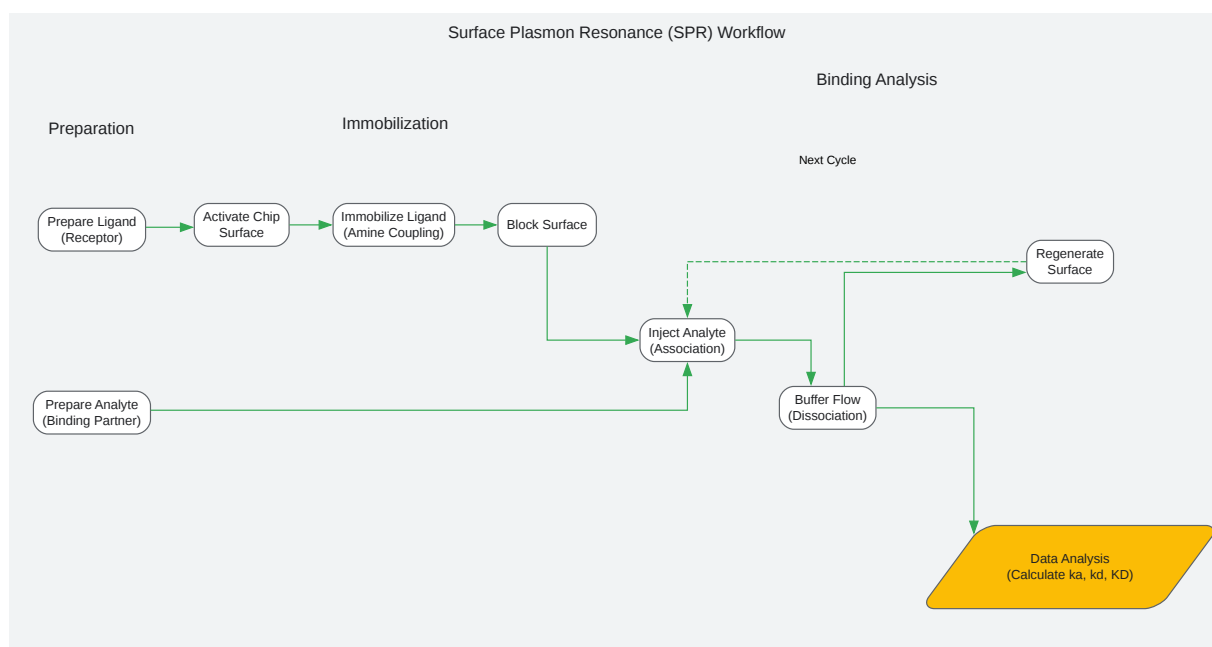 Surface Plasmon Resonance (SPR) Workflow
Binding Analysis
Preparation
Immobilization
Next Cycle
Prepare Ligand
(Receptor)
Activate Chip
Surface
Immobilize Ligand
(Amine Coupling)
Block Surface
Regenerate
Surface
Inject Analyte
(Association)
Prepare Analyte
(Binding Partner)
Buffer Flow
(Dissociation)
Data Analysis
(Calculate ka, kd, KD)